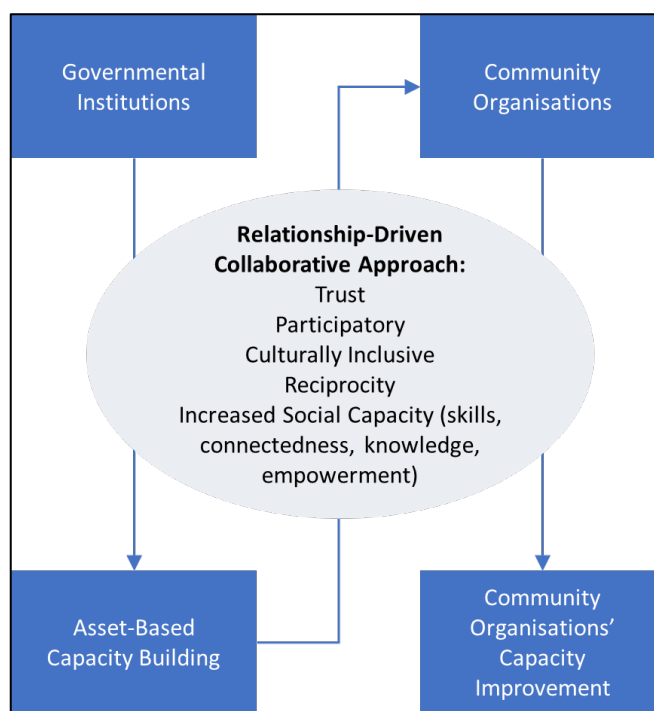 Governmental
Institutions
Community
Organisations
Relationship-Driven
Collaborative Approach:
Trust
Participatory
Culturally Inclusive
Reciprocity
Increased Social Capacity (skills,
connectedness, knowledge,
empowerment)
Asset-Based
Capacity Building
Community
Organisations’
Capacity
Improvement